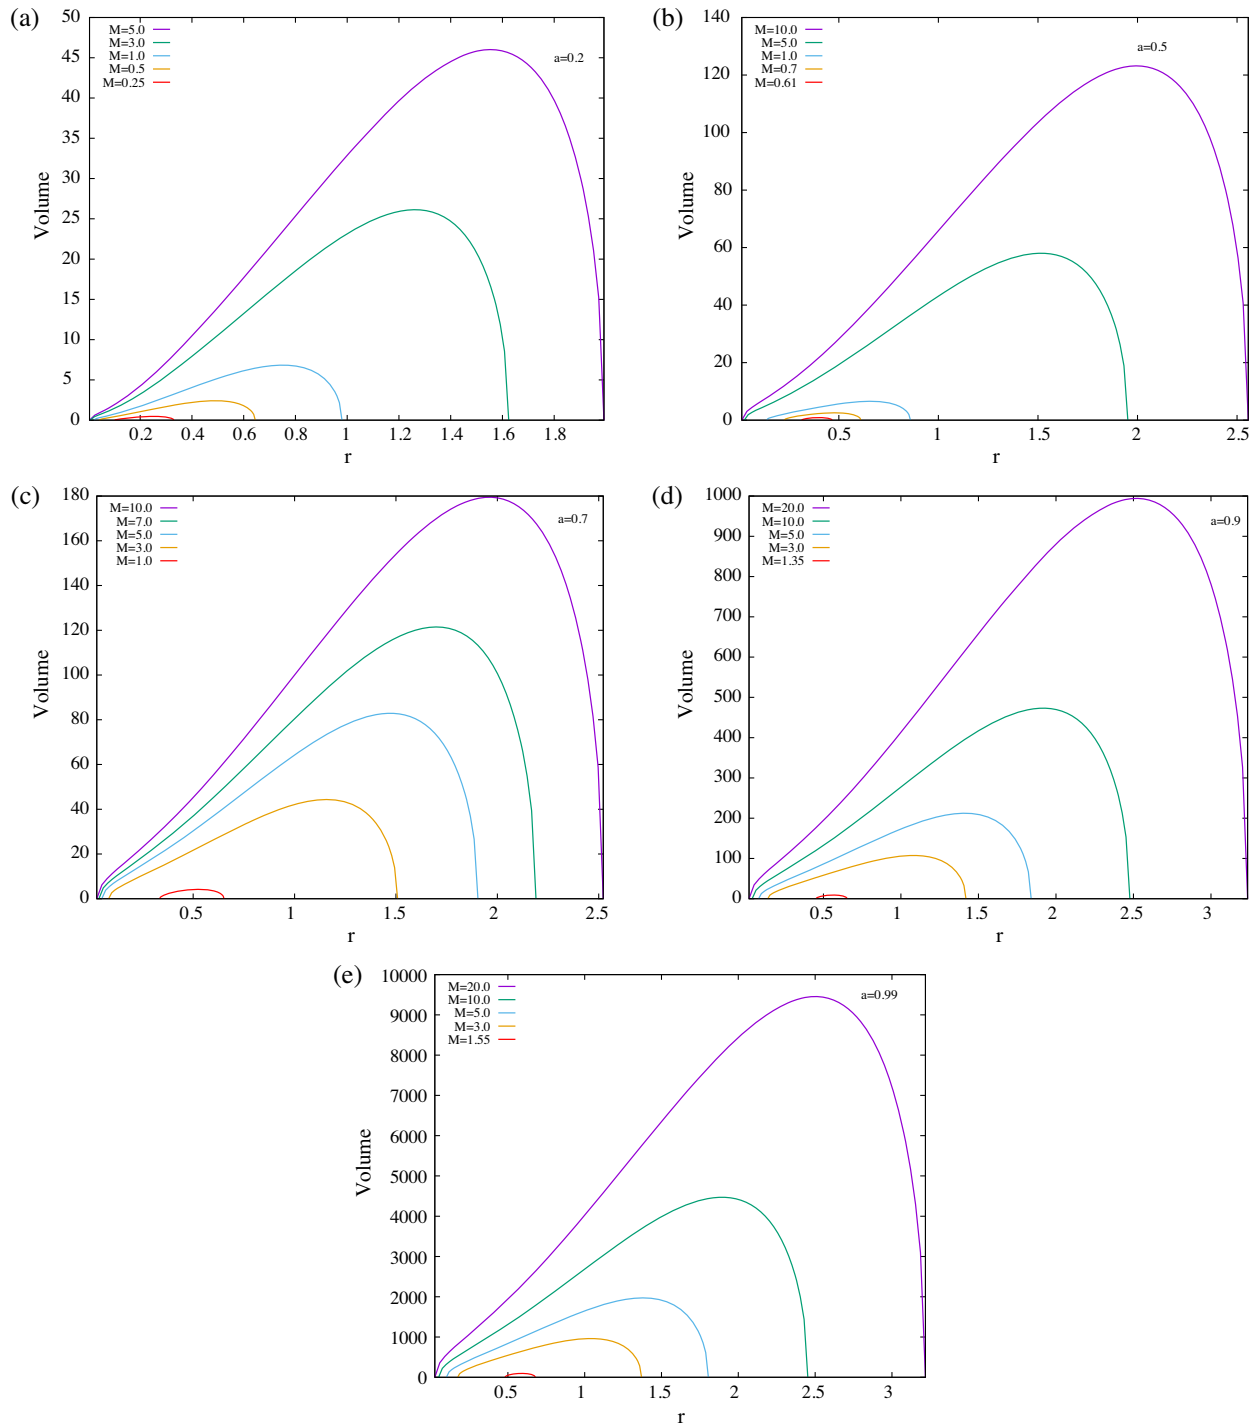 (a)
M=5.0
M=3.0
M=1.0
M=0.5
M=0.25
a=0.2
50
45
40
35
30
25
20
15
10
5
0
Volume
0.2 0.4 0.6 0.8 1 1.2 1.4 1.6 1.8
r
(b)
M=10.0
M=5.0
M=1.0
M=0.7
M=0.61
a=0.5
140
120
100
80
60
40
20
0
Volume
0.5 1 1.5 2 2.5
r
(c)
M=10.0
M=7.0
M=5.0
M=3.0
M=1.0
a=0.7
180
160
140
120
100
80
60
40
20
0
Volume
0.5 1 1.5 2 2.5
r
(d)
M=20.0
M=10.0
M=5.0
M=3.0
M=1.35
a=0.9
1000
900
800
700
600
500
400
300
200
100
0
Volume
0.5 1 1.5 2 2.5 3
r
(e)
M=20.0
M=10.0
M=5.0
M=3.0
M=1.55
a=0.99
10000
9000
8000
7000
6000
5000
4000
3000
2000
1000
0
Volume
0.5 1 1.5 2 2.5 3
r